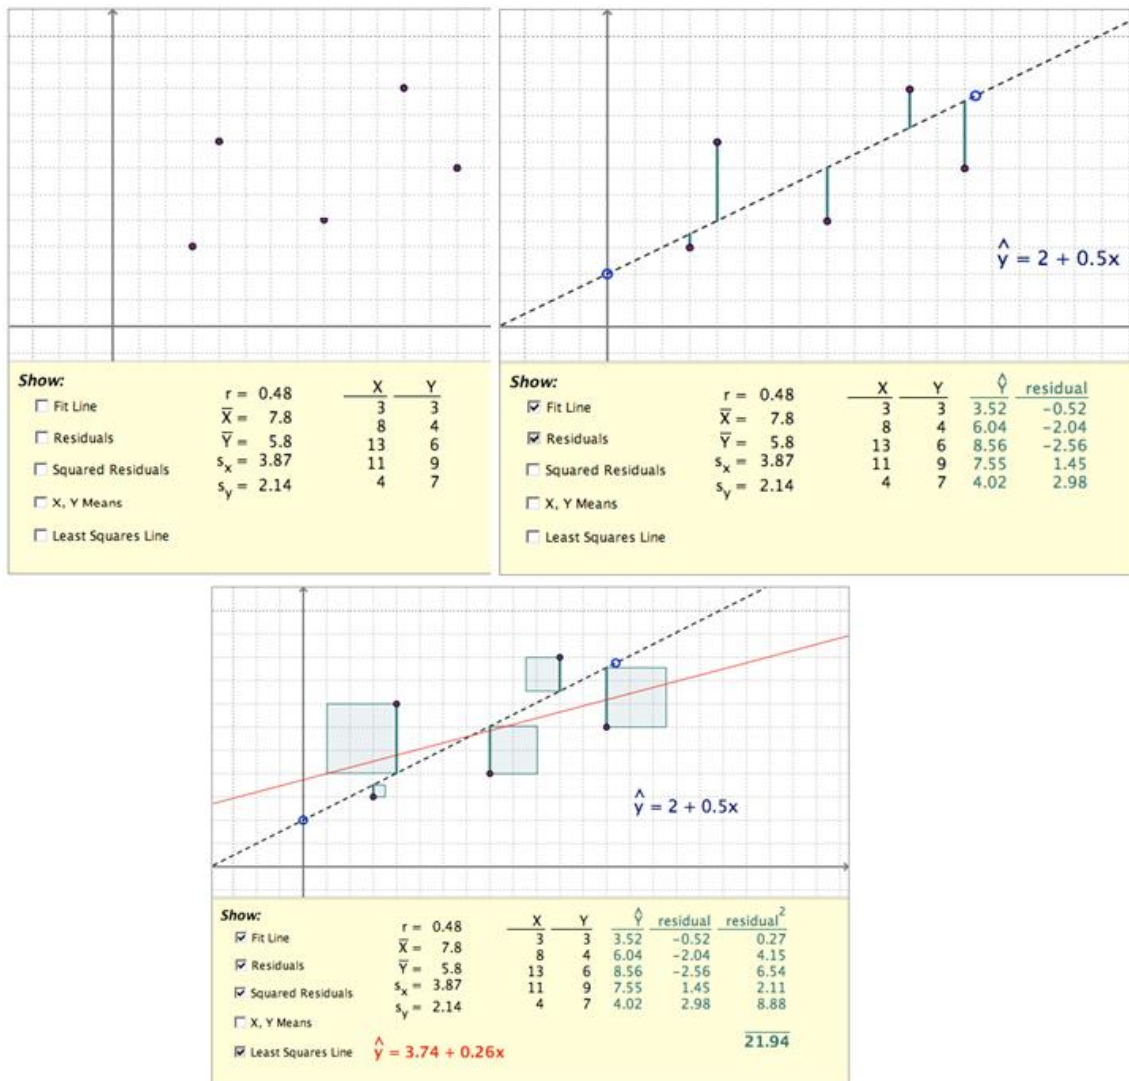 Show:
Fit Line
Residuals
Squared Residuals
X, Y Means
Least Squares Line
r = 0.48
X̅ = 7.8
Y̅ = 5.8
sₓ = 3.87
s_y = 2.14
X Y
3 3
8 4
13 6
11 9
4 7
ŷ = 2 + 0.5x
Show:
Fit Line
Residuals
Squared Residuals
X, Y Means
Least Squares Line
r = 0.48
X̅ = 7.8
Y̅ = 5.8
sₓ = 3.87
s_y = 2.14
X Y Ŷ residual
3 3 3.52 -0.52
8 4 6.04 -2.04
13 6 8.56 -2.56
11 9 7.55 1.45
4 7 4.02 2.98
ŷ = 2 + 0.5x
Show:
Fit Line
Residuals
Squared Residuals
X, Y Means
Least Squares Line
ŷ = 3.74 + 0.26x
r = 0.48
X̅ = 7.8
Y̅ = 5.8
sₓ = 3.87
s_y = 2.14
X Y Ŷ residual residual²
3 3 3.52 -0.52 0.27
8 4 6.04 -2.04 4.15
13 6 8.56 -2.56 6.54
11 9 7.55 1.45 2.11
4 7 4.02 2.98 8.88
21.94